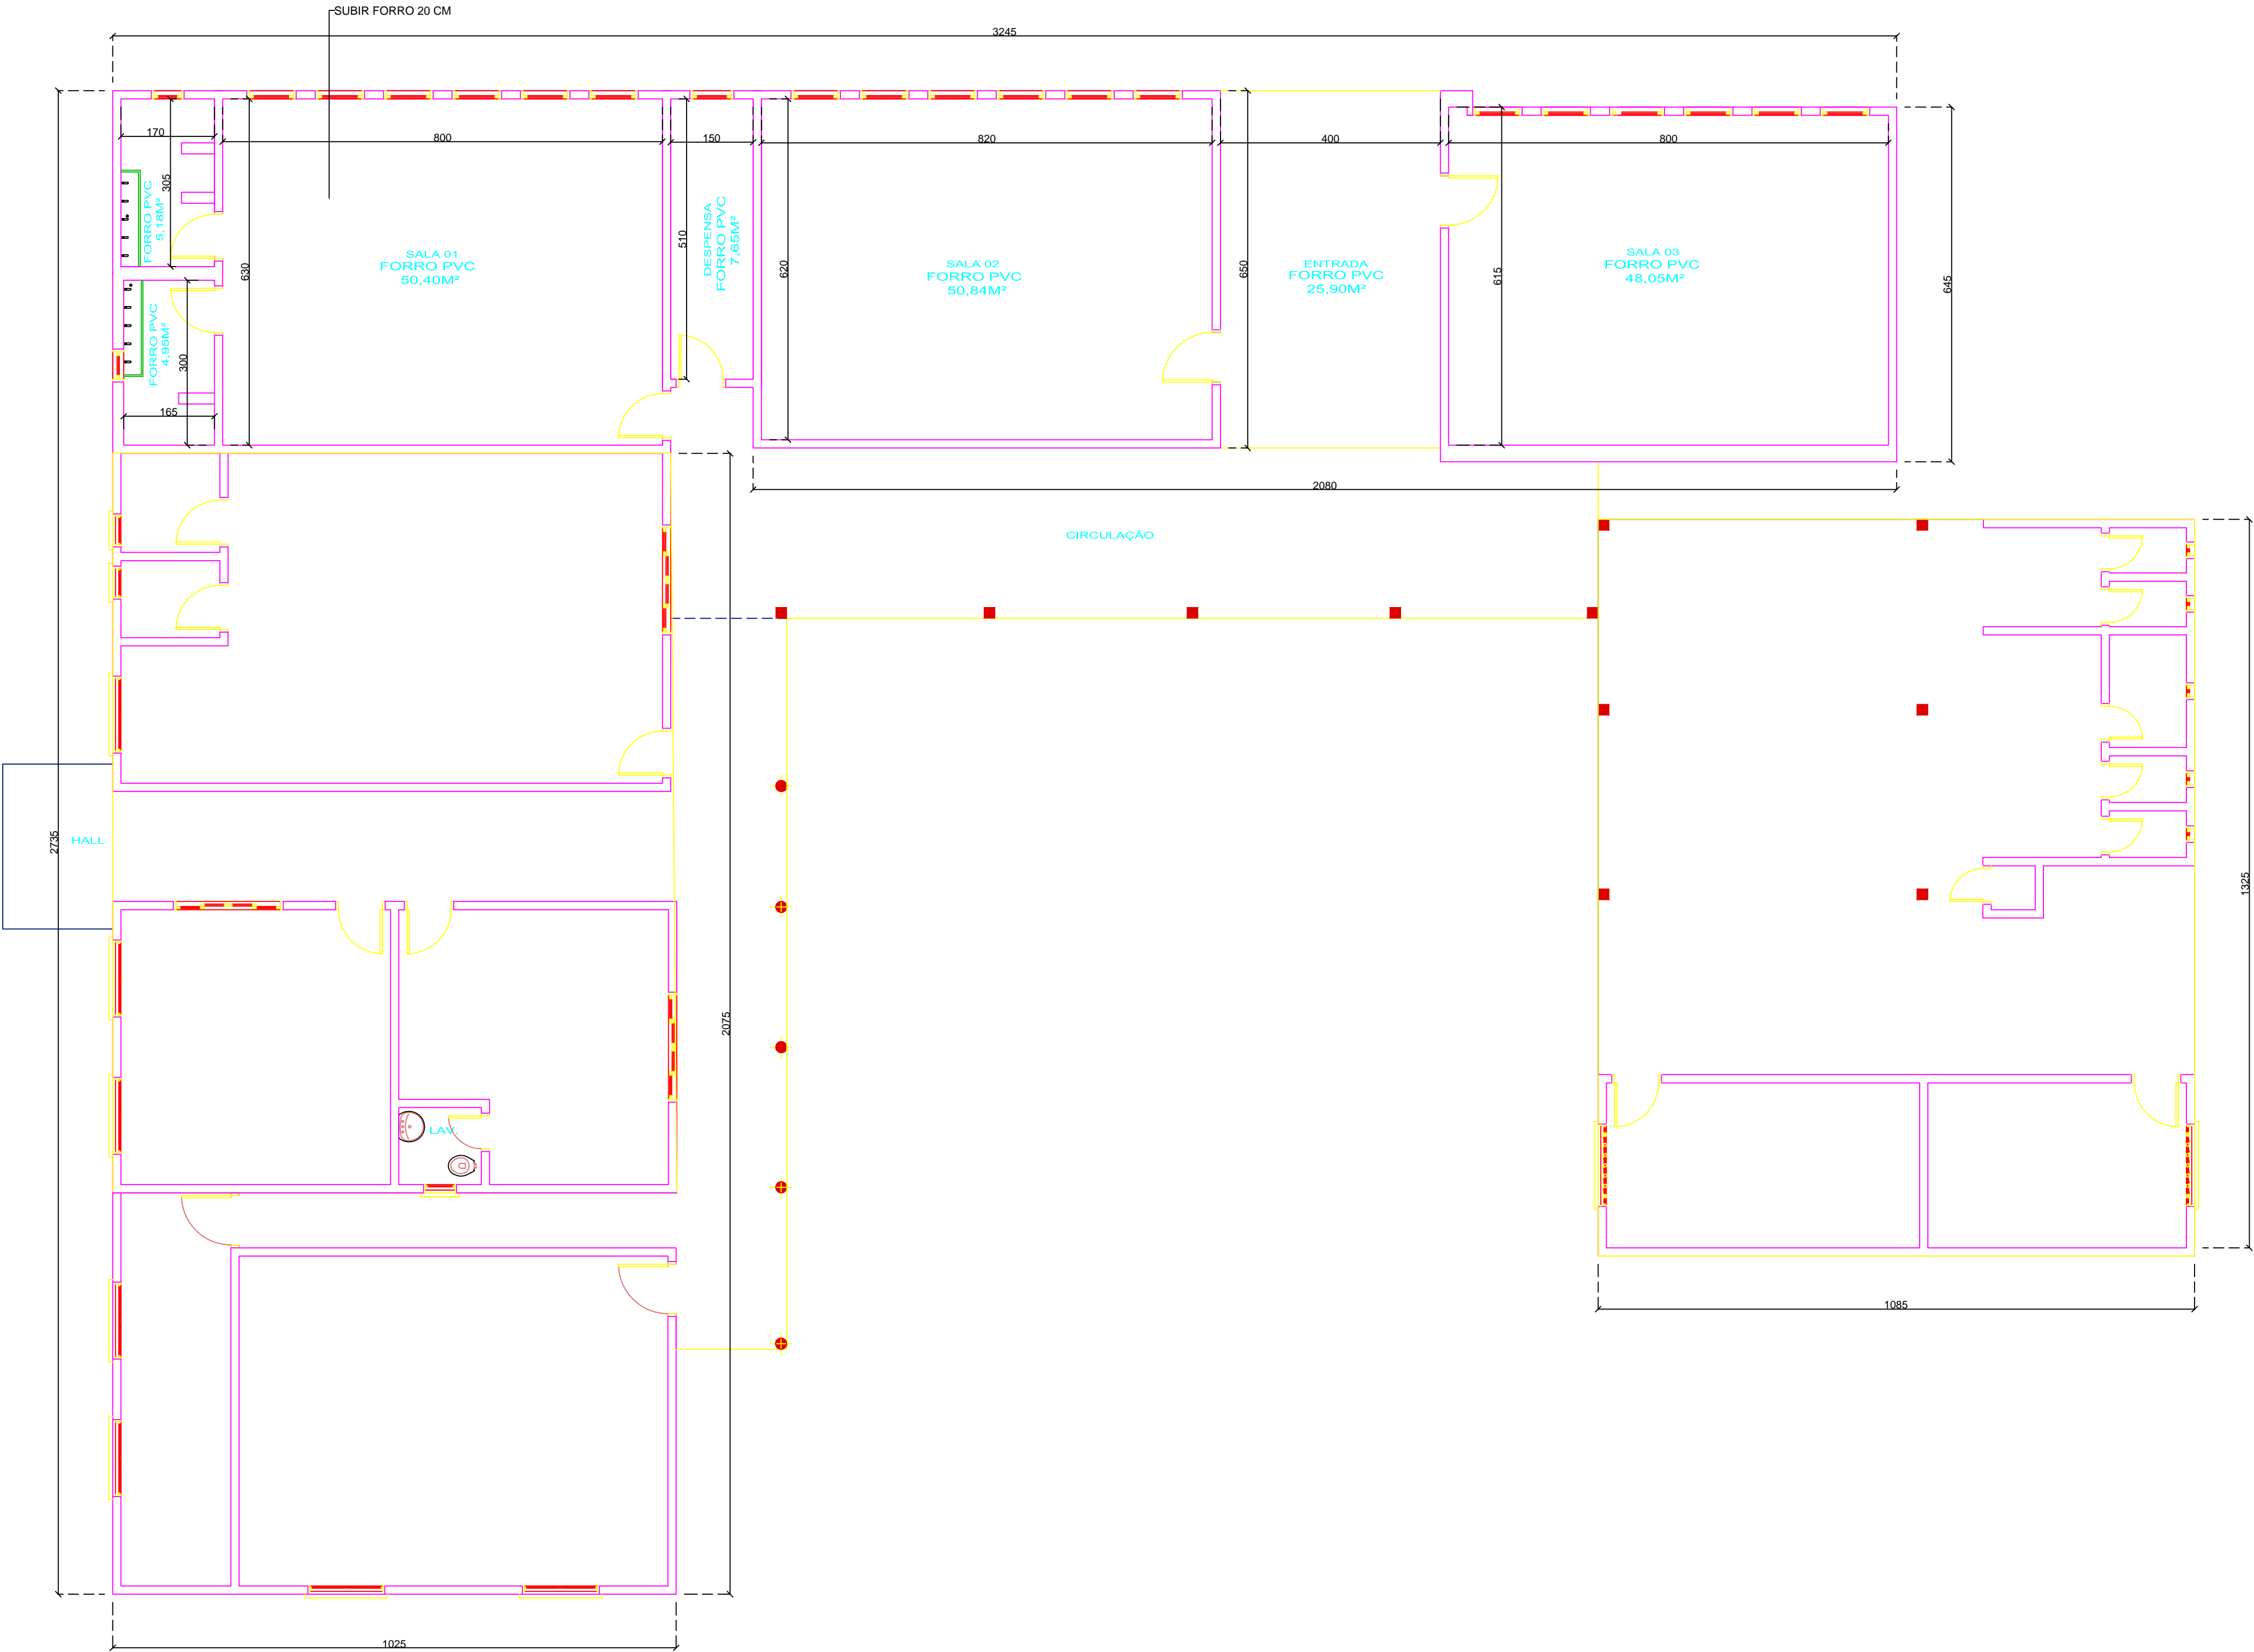 SUBIR FORRO 20 CM
3245
170
800
150
820
400
800
305
FORRO PVC
5,18M²
630
SALA 01
FORRO PVC
50,40M²
510
DESPENSA
FORRO PVC
7,65M²
620
SALA 02
FORRO PVC
50,84M²
650
ENTRADA
FORRO PVC
25,90M²
615
SALA 03
FORRO PVC
48,05M²
645
FORRO PVC
4,95M²
300
165
2080
CIRCULAÇÃO
2735
HALL
1325
2075
LAV.
1085
1025